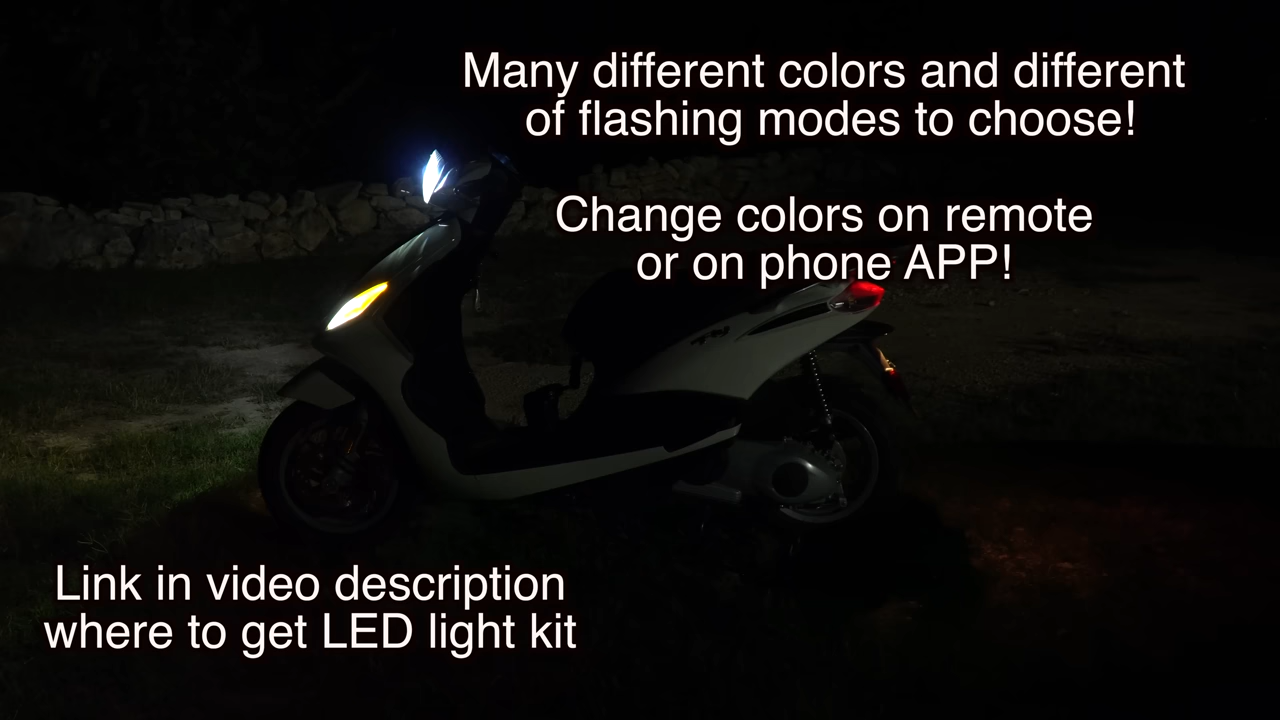 Many different colors and different
of flashing modes to choose!
Change colors on remote
or on phone APP!
Link in video description
where to get LED light kit